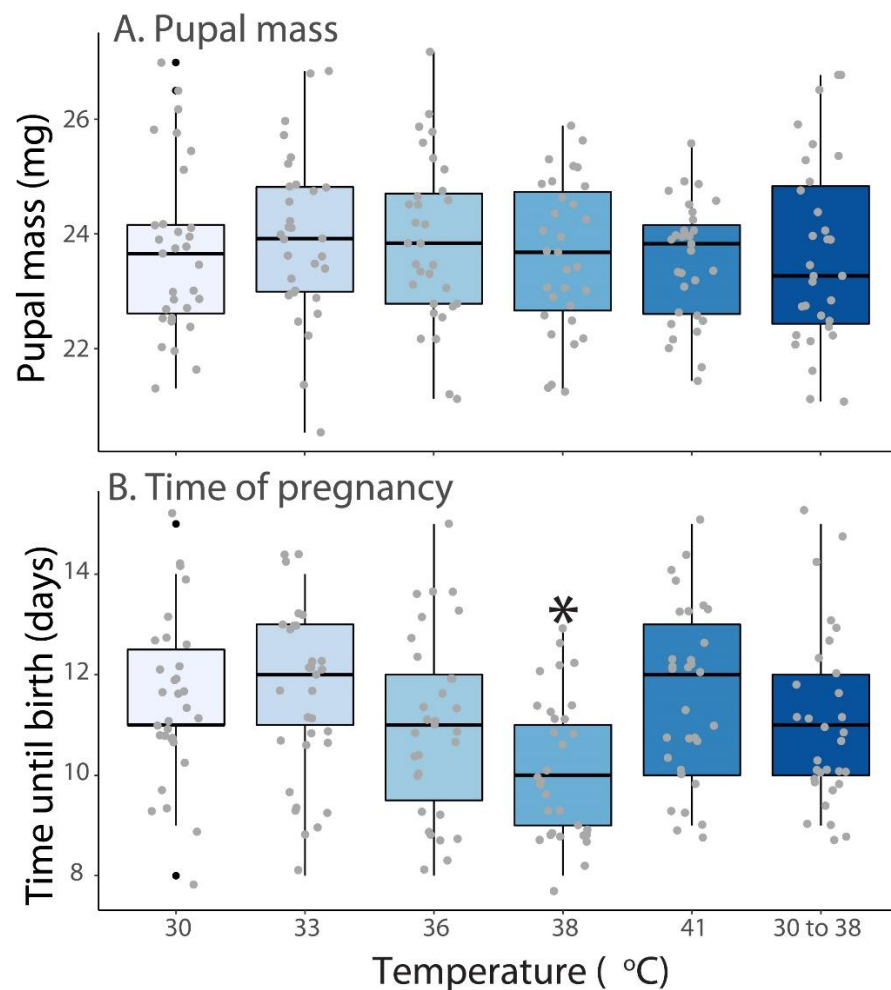 A. Pupal mass
Pupal mass (mg)
26
24
22
B. Time of pregnancy
Time until birth (days)
14
12
10
8
*
30 33 36 38 41 30 to 38
Temperature ( ºC)